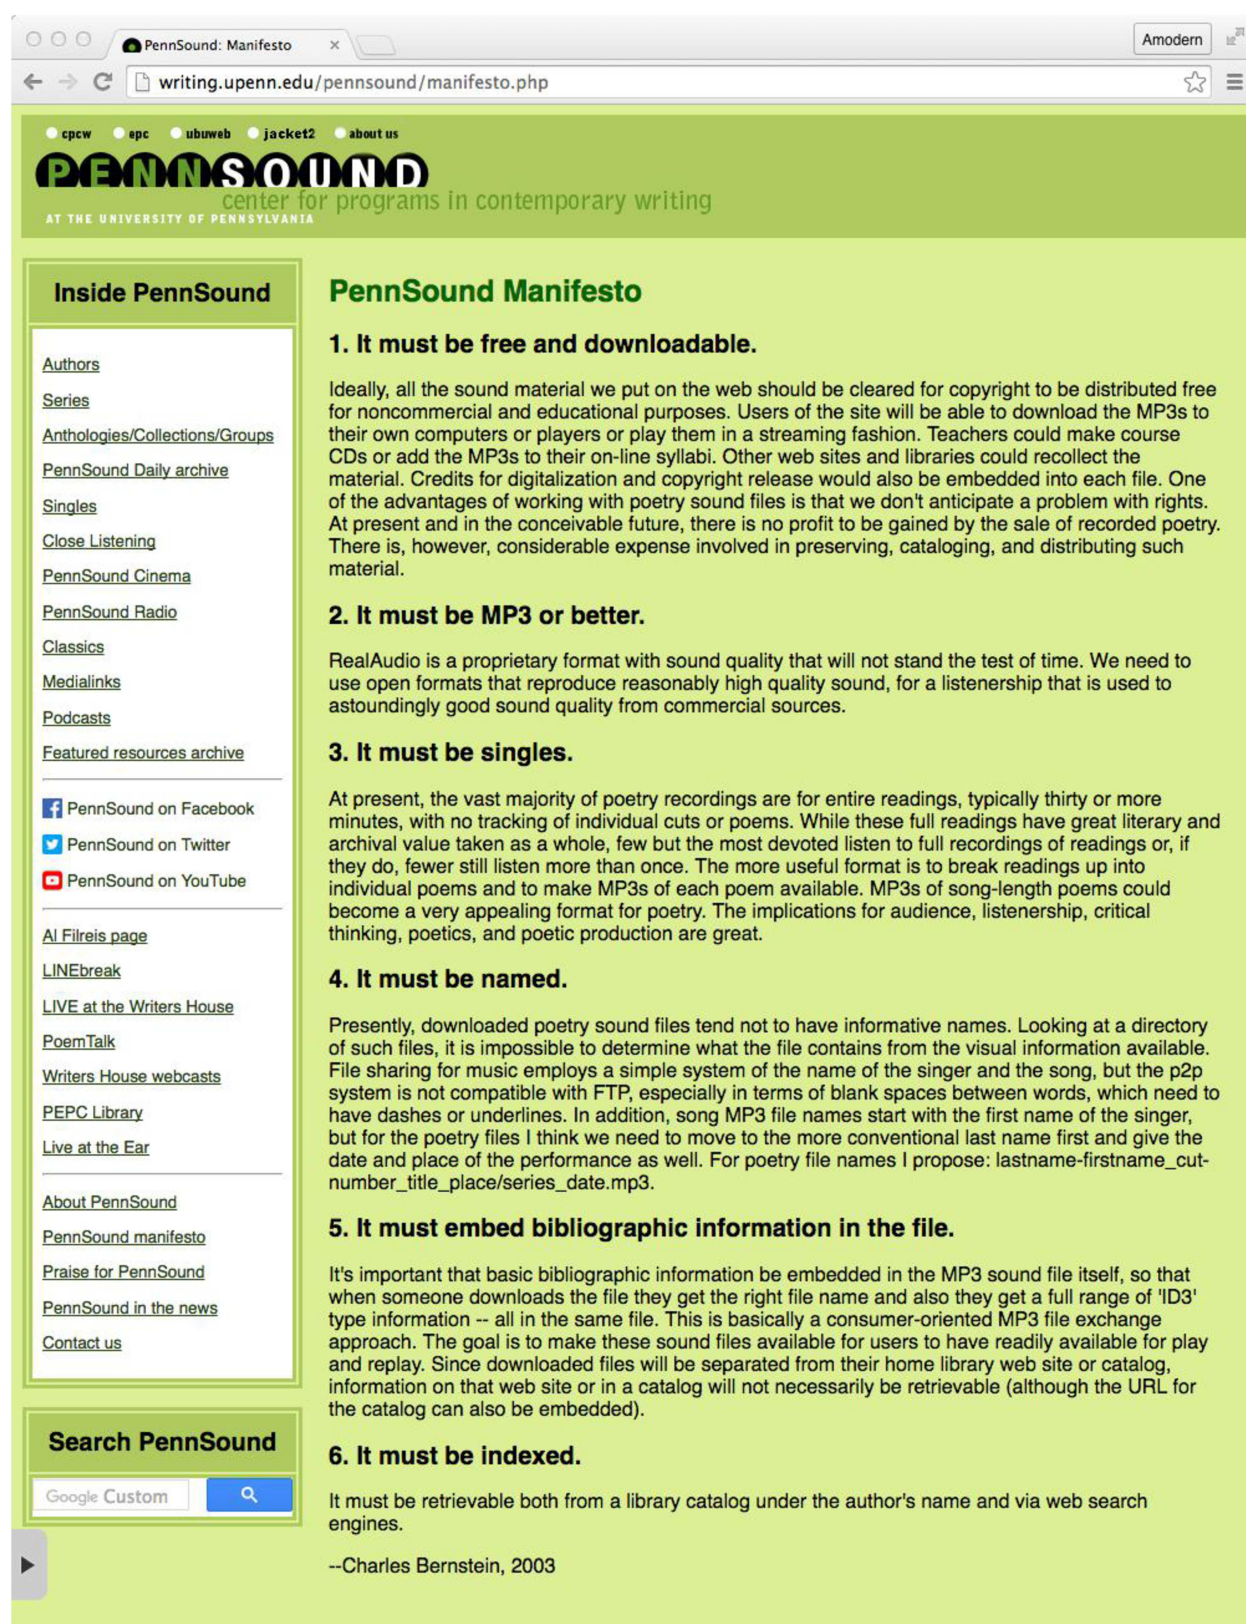 PennSound: Manifesto
Amodern
writing.upenn.edu/pennsound/manifesto.php
cpcw epc ubuweb jacket2 about us
PENNSOUND
center for programs in contemporary writing
AT THE UNIVERSITY OF PENNSYLVANIA
Inside PennSound
Authors
Series
Anthologies/Collections/Groups
PennSound Daily archive
Singles
Close Listening
PennSound Cinema
PennSound Radio
Classics
Medialinks
Podcasts
Featured resources archive
PennSound on Facebook
PennSound on Twitter
PennSound on YouTube
Al Filreis page
LINEbreak
LIVE at the Writers House
PoemTalk
Writers House webcasts
PEPC Library
Live at the Ear
About PennSound
PennSound manifesto
Praise for PennSound
PennSound in the news
Contact us
Search PennSound
Google Custom
PennSound Manifesto
1. It must be free and downloadable.
Ideally, all the sound material we put on the web should be cleared for copyright to be distributed free
for noncommercial and educational purposes. Users of the site will be able to download the MP3s to
their own computers or players or play them in a streaming fashion. Teachers could make course
CDs or add the MP3s to their on-line syllabi. Other web sites and libraries could recollect the
material. Credits for digitalization and copyright release would also be embedded into each file. One
of the advantages of working with poetry sound files is that we don't anticipate a problem with rights.
At present and in the conceivable future, there is no profit to be gained by the sale of recorded poetry.
There is, however, considerable expense involved in preserving, cataloging, and distributing such
material.
2. It must be MP3 or better.
RealAudio is a proprietary format with sound quality that will not stand the test of time. We need to
use open formats that reproduce reasonably high quality sound, for a listenership that is used to
astoundingly good sound quality from commercial sources.
3. It must be singles.
At present, the vast majority of poetry recordings are for entire readings, typically thirty or more
minutes, with no tracking of individual cuts or poems. While these full readings have great literary and
archival value taken as a whole, few but the most devoted listen to full recordings of readings or, if
they do, fewer still listen more than once. The more useful format is to break readings up into
individual poems and to make MP3s of each poem available. MP3s of song-length poems could
become a very appealing format for poetry. The implications for audience, listenership, critical
thinking, poetics, and poetic production are great.
4. It must be named.
Presently, downloaded poetry sound files tend not to have informative names. Looking at a directory
of such files, it is impossible to determine what the file contains from the visual information available.
File sharing for music employs a simple system of the name of the singer and the song, but the p2p
system is not compatible with FTP, especially in terms of blank spaces between words, which need to
have dashes or underlines. In addition, song MP3 file names start with the first name of the singer,
but for the poetry files I think we need to move to the more conventional last name first and give the
date and place of the performance as well. For poetry file names I propose: lastname-firstname_cut-
number_title_place/series_date.mp3.
5. It must embed bibliographic information in the file.
It's important that basic bibliographic information be embedded in the MP3 sound file itself, so that
when someone downloads the file they get the right file name and also they get a full range of 'ID3'
type information -- all in the same file. This is basically a consumer-oriented MP3 file exchange
approach. The goal is to make these sound files available for users to have readily available for play
and replay. Since downloaded files will be separated from their home library web site or catalog,
information on that web site or in a catalog will not necessarily be retrievable (although the URL for
the catalog can also be embedded).
6. It must be indexed.
It must be retrievable both from a library catalog under the author's name and via web search
engines.
--Charles Bernstein, 2003